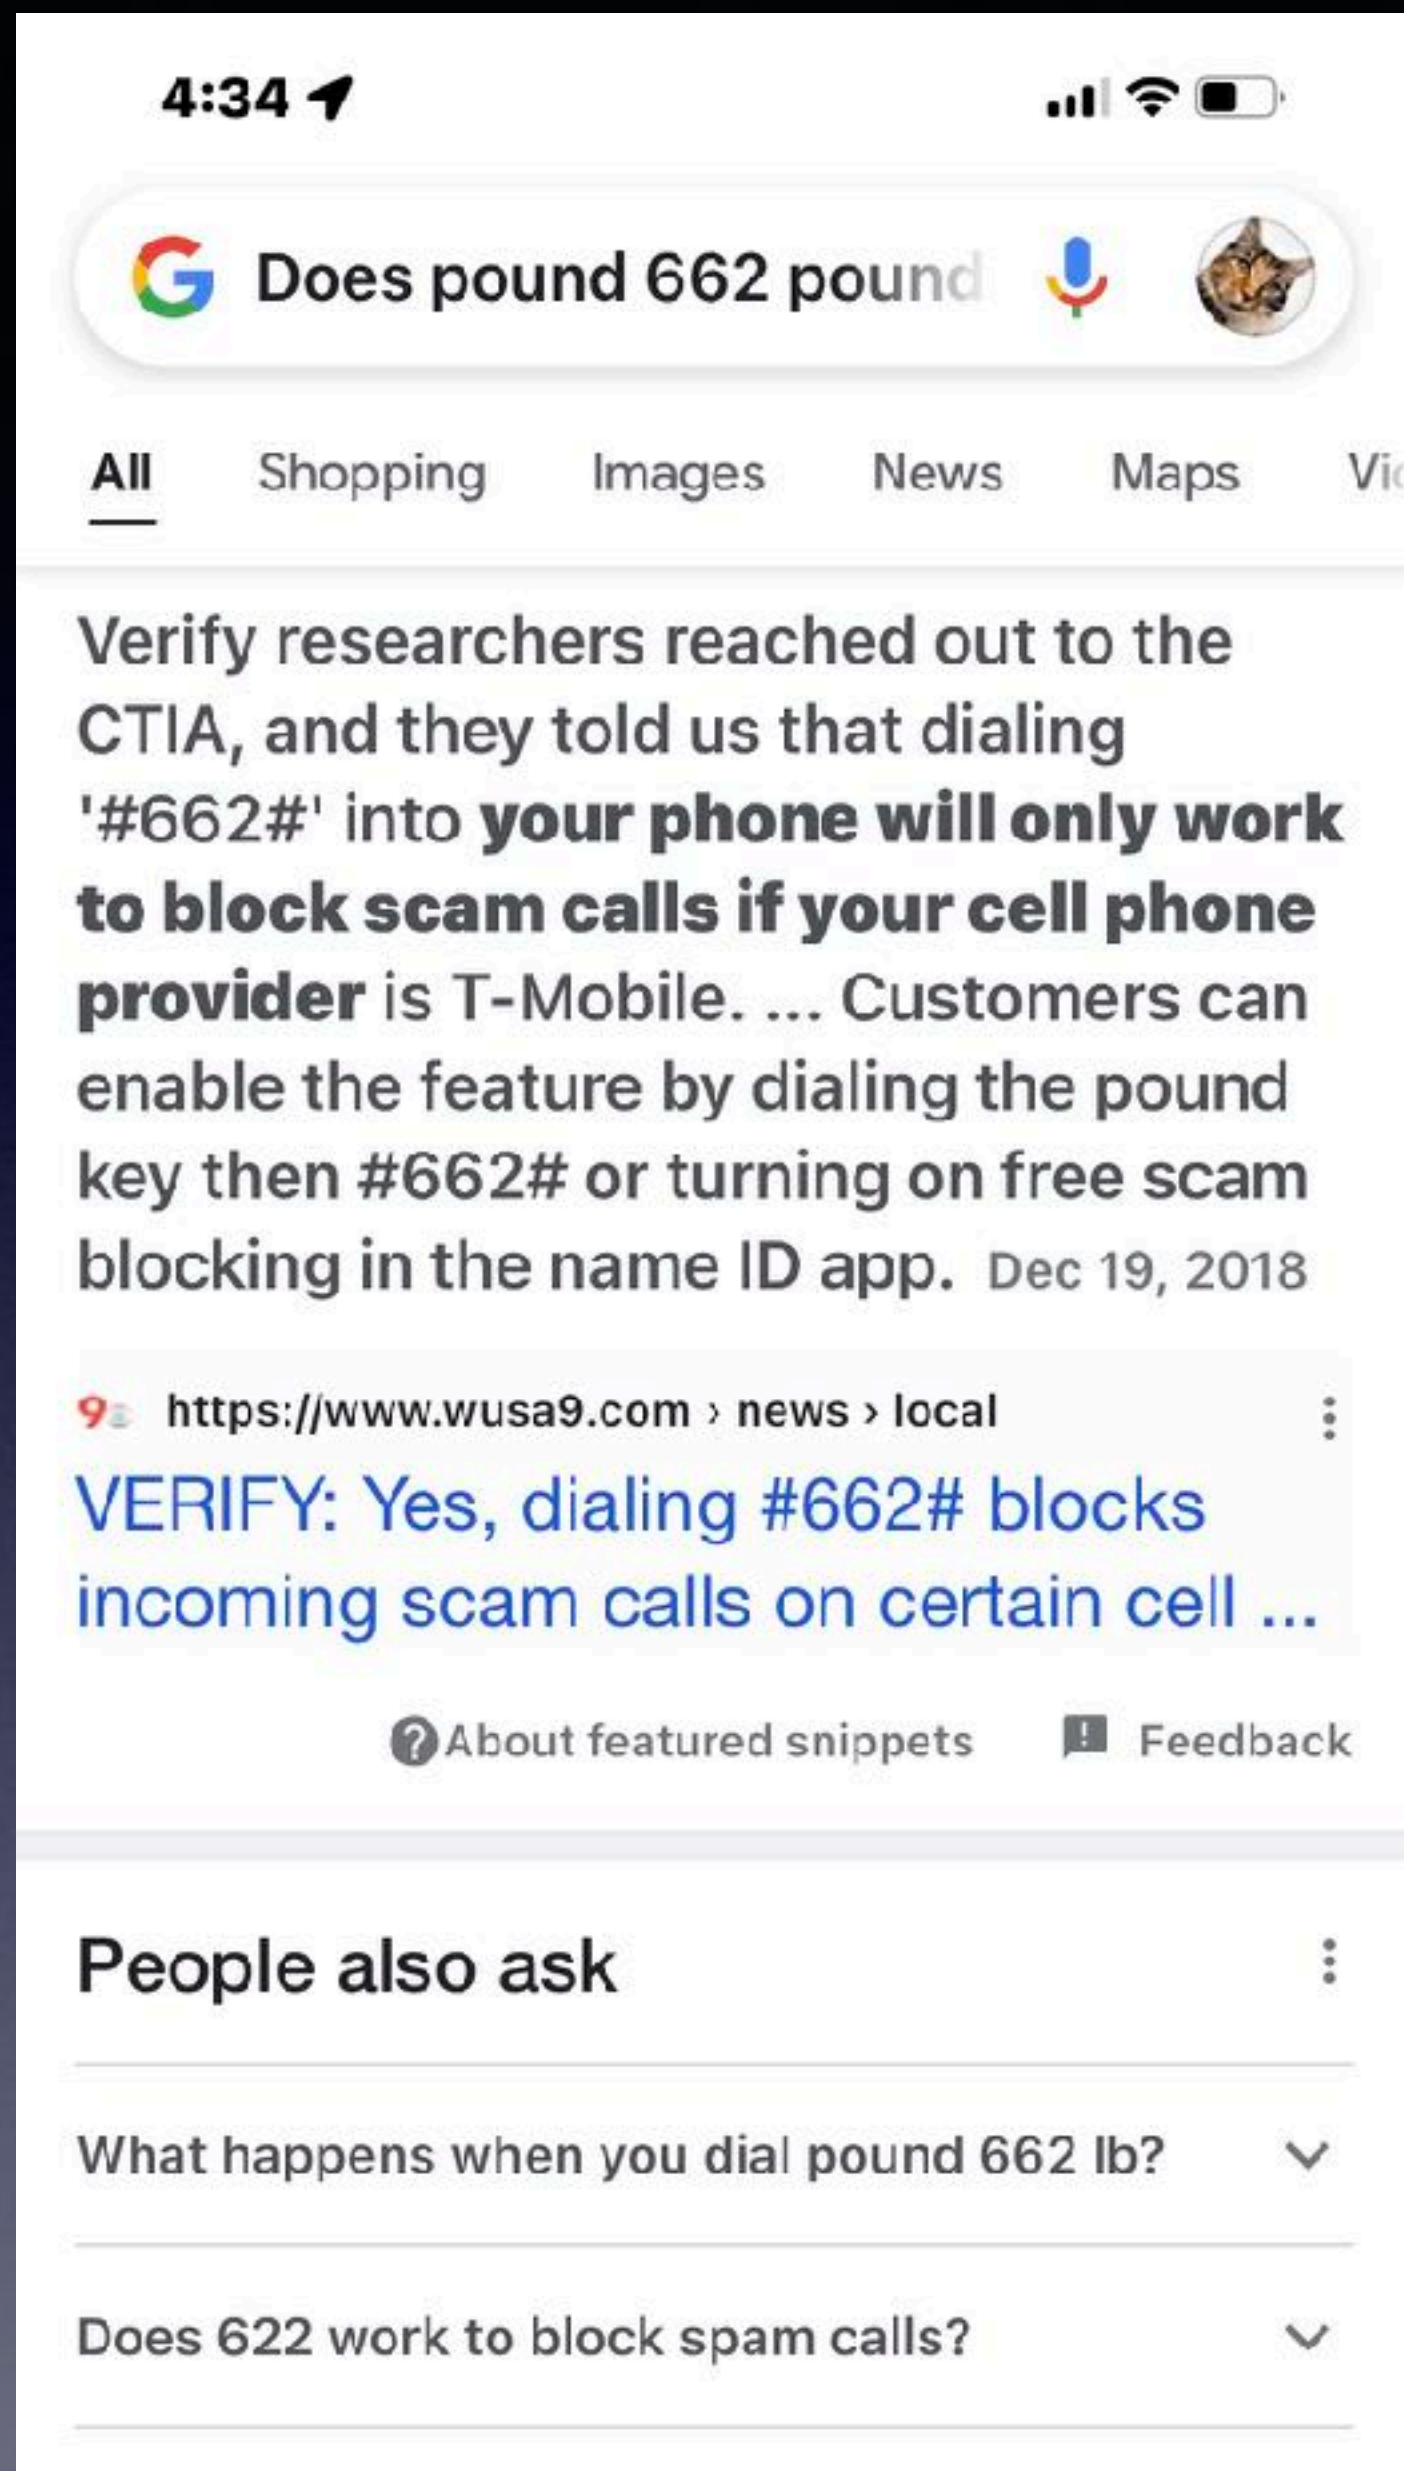 4:34
Does pound 662 pound
All Shopping Images News Maps Vic
Verify researchers reached out to the
CTIA, and they told us that dialing
'#662#' into your phone will only work
to block scam calls if your cell phone
provider is T-Mobile. ... Customers can
enable the feature by dialing the pound
key then #662# or turning on free scam
blocking in the name ID app. Dec 19, 2018
https://www.wusa9.com › news › local
VERIFY: Yes, dialing #662# blocks
incoming scam calls on certain cell ...
About featured snippets Feedback
People also ask
What happens when you dial pound 662 lb?
Does 622 work to block spam calls?